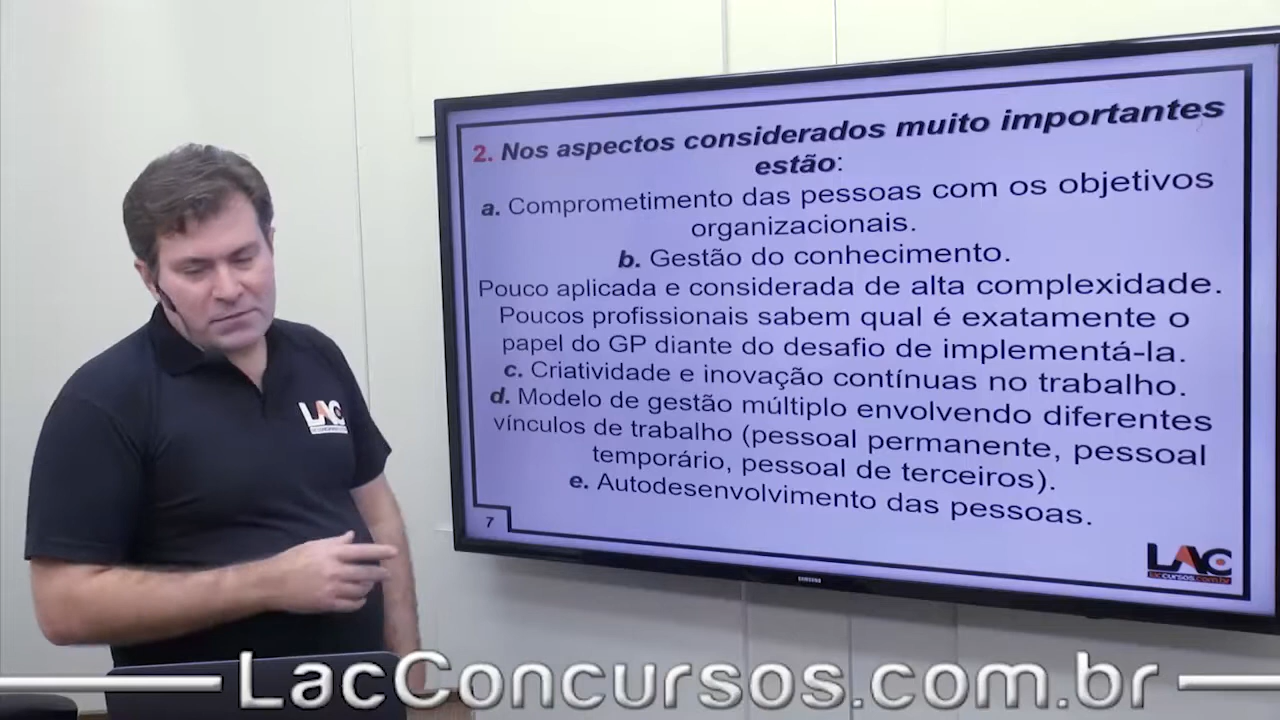 2. Nos aspectos considerados muito importantes
estão:
a. Comprometimento das pessoas com os objetivos
organizacionais.
b. Gestão do conhecimento.
Pouco aplicada e considerada de alta complexidade.
Poucos profissionais sabem qual é exatamente o
papel do GP diante do desafio de implementá-la.
c. Criatividade e inovação contínuas no trabalho.
d. Modelo de gestão múltiplo envolvendo diferentes
vínculos de trabalho (pessoal permanente, pessoal
temporário, pessoal de terceiros).
e. Autodesenvolvimento das pessoas.
7
LAC
laccursos.com.br
SAMSUNG
LAC
LacConcursos.com.br